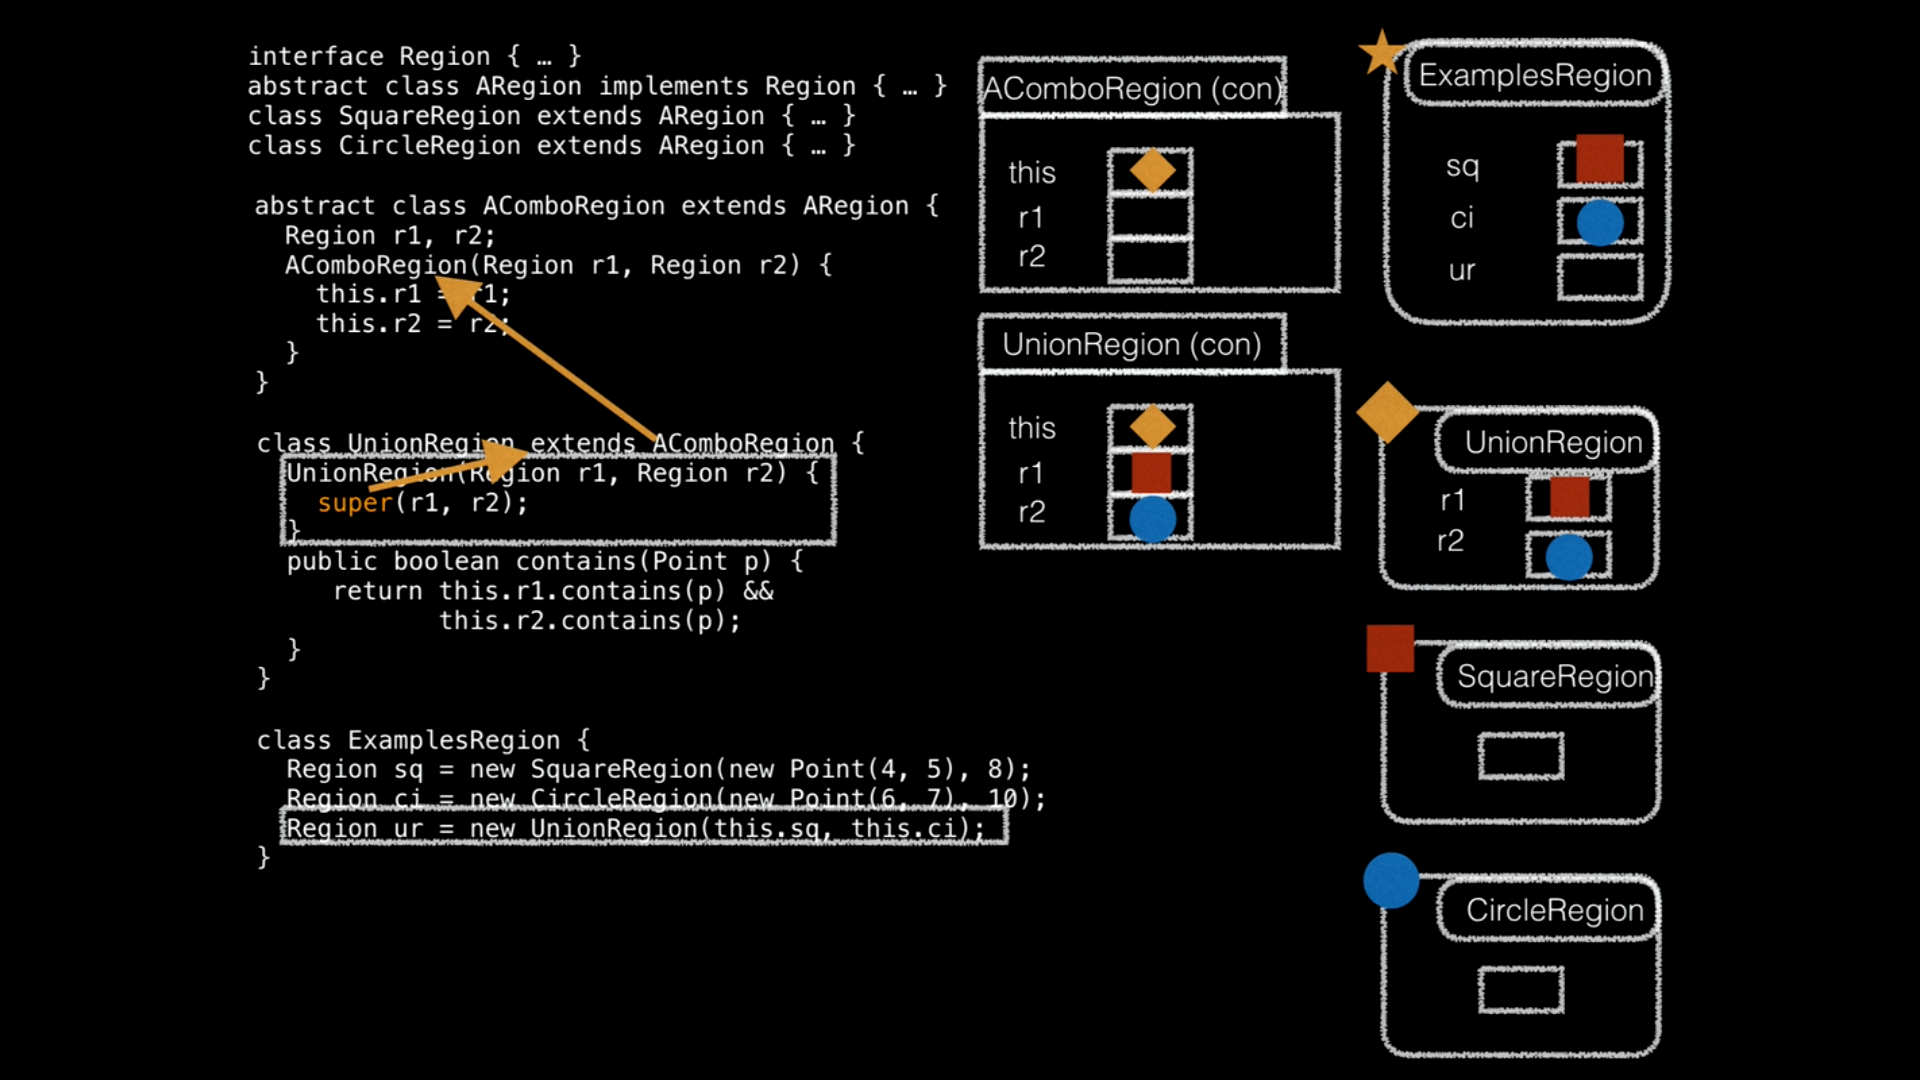 interface Region { … }
abstract class ARegion implements Region { … }
class SquareRegion extends ARegion { … }
class CircleRegion extends ARegion { … }
abstract class AComboRegion extends ARegion {
Region r1, r2;
AComboRegion(Region r1, Region r2) {
this.r1 = r1;
this.r2 = r2;
}
}
class UnionRegion extends AComboRegion {
UnionRegion(Region r1, Region r2) {
super(r1, r2);
}
public boolean contains(Point p) {
return this.r1.contains(p) &&
this.r2.contains(p);
}
}
class ExamplesRegion {
Region sq = new SquareRegion(new Point(4, 5), 8);
Region ci = new CircleRegion(new Point(6, 7), 10);
Region ur = new UnionRegion(this.sq, this.ci);
}
AComboRegion (con)
this
r1
r2
UnionRegion (con)
this
r1
r2
ExamplesRegion
sq
ci
ur
UnionRegion
r1
r2
SquareRegion
CircleRegion